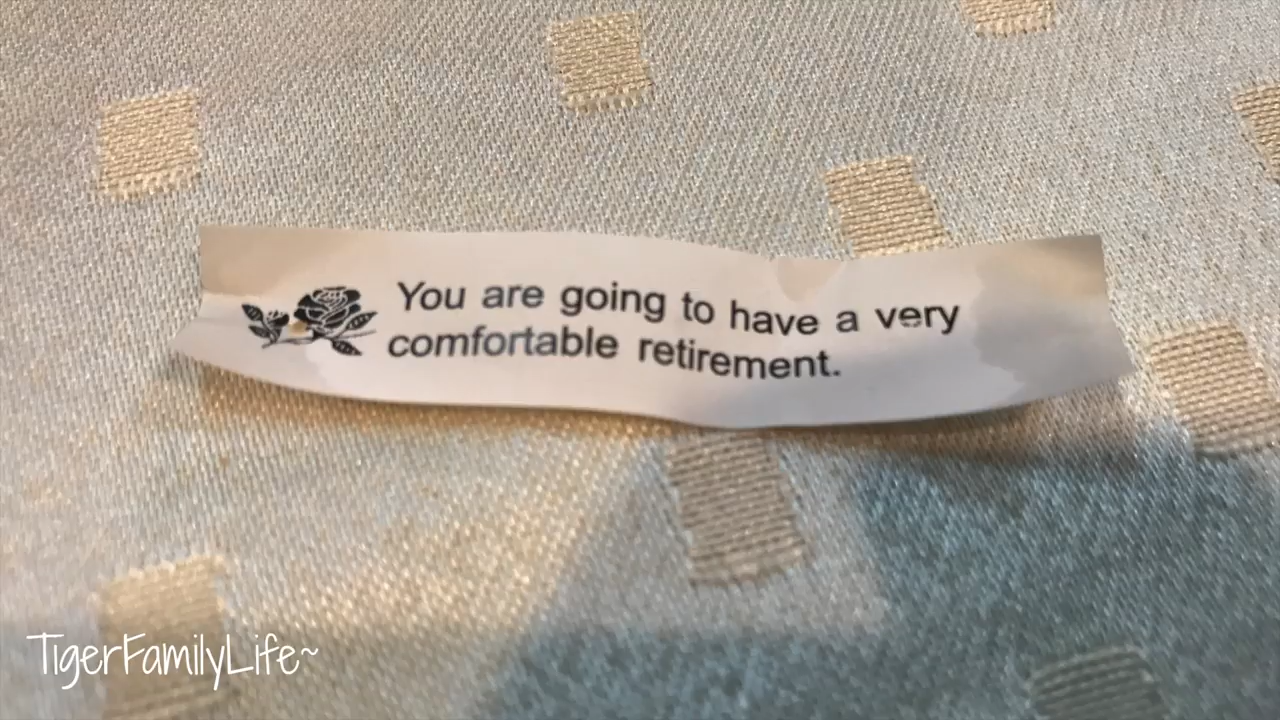 You are going to have a very
comfortable retirement.
TigerFamilyLife~